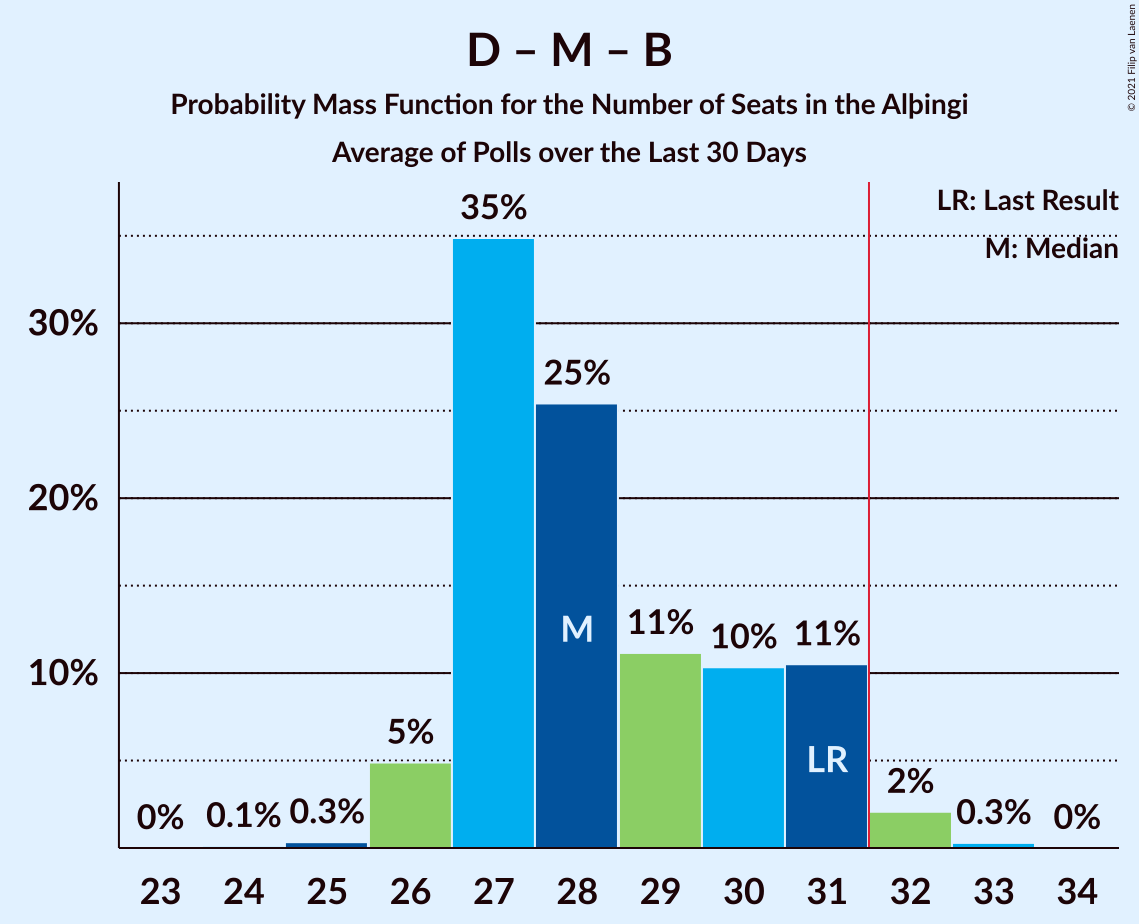 D – M – B
Probability Mass Function for the Number of Seats in the Alþingi
Average of Polls over the Last 30 Days
© 2021 Filip van Laenen
LR: Last Result
M: Median
35%
30%
25%
20%
M
11%
10%
11%
10%
5%
LR
2%
0%
0.1%
0.3%
0.3%
0%
23 24 25 26 27 28 29 30 31 32 33 34